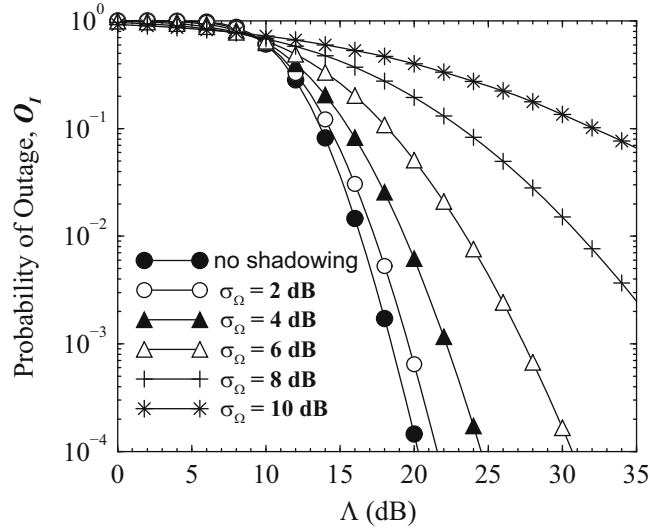 10⁰
10⁻¹
10⁻²
10⁻³
10⁻⁴
Probability of Outage, O_I
no shadowing
σ_Ω = 2 dB
σ_Ω = 4 dB
σ_Ω = 6 dB
σ_Ω = 8 dB
σ_Ω = 10 dB
0 5 10 15 20 25 30 35
Λ (dB)